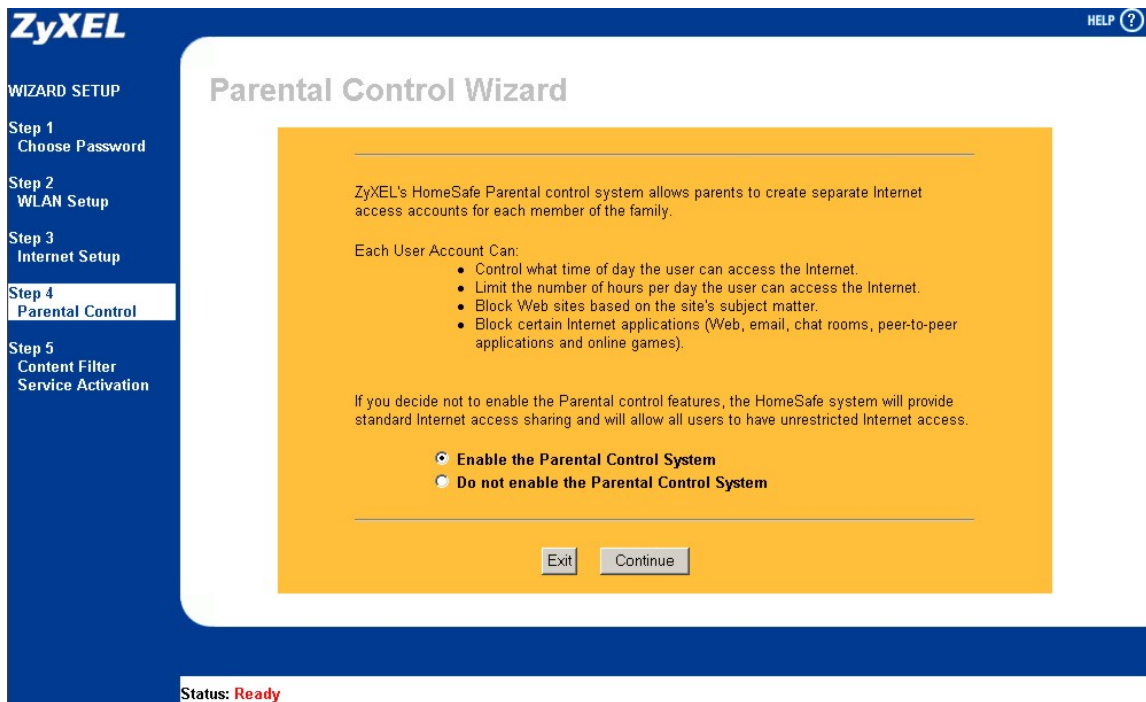 ZyXEL
HELP ?
WIZARD SETUP
Step 1
Choose Password
Step 2
WLAN Setup
Step 3
Internet Setup
Step 4
Parental Control
Step 5
Content Filter
Service Activation
Parental Control Wizard
ZyXEL's HomeSafe Parental control system allows parents to create separate Internet
access accounts for each member of the family.
Each User Account Can:
• Control what time of day the user can access the Internet.
• Limit the number of hours per day the user can access the Internet.
• Block Web sites based on the site's subject matter.
• Block certain Internet applications (Web, email, chat rooms, peer-to-peer
applications and online games).
If you decide not to enable the Parental control features, the HomeSafe system will provide
standard Internet access sharing and will allow all users to have unrestricted Internet access.
Enable the Parental Control System
Do not enable the Parental Control System
Exit Continue
Status: Ready